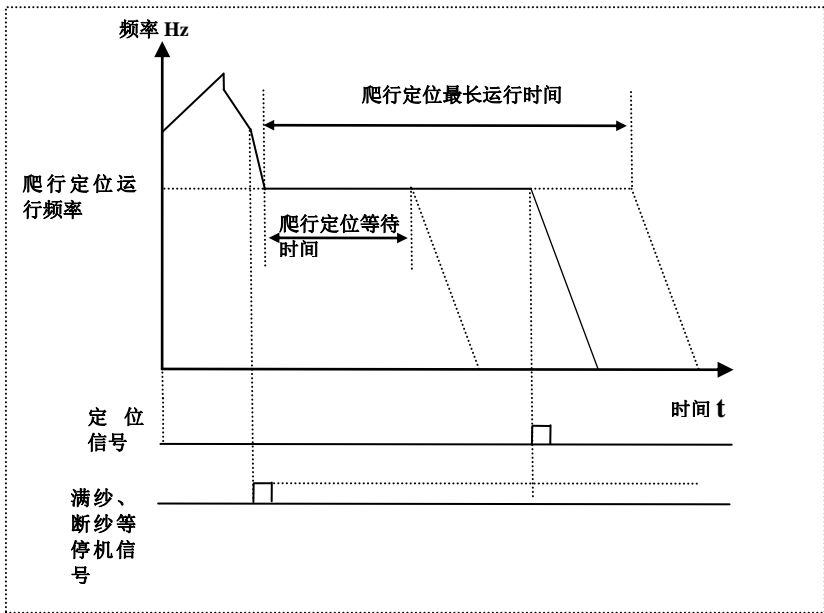 频率 Hz
爬行定位最长运行时间
爬行定位运
行频率
爬行定位等待
时间
时间 t
定 位
信号
满纱、
断纱等
停机信
号